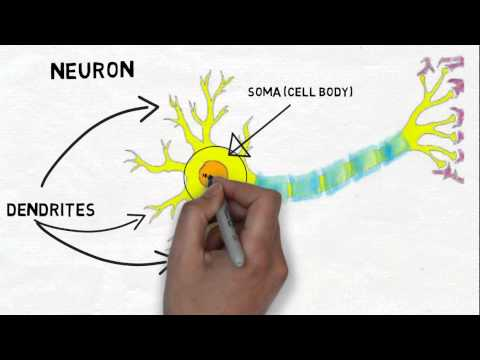 NEURON
SOMA (CELL BODY)
DENDRITES